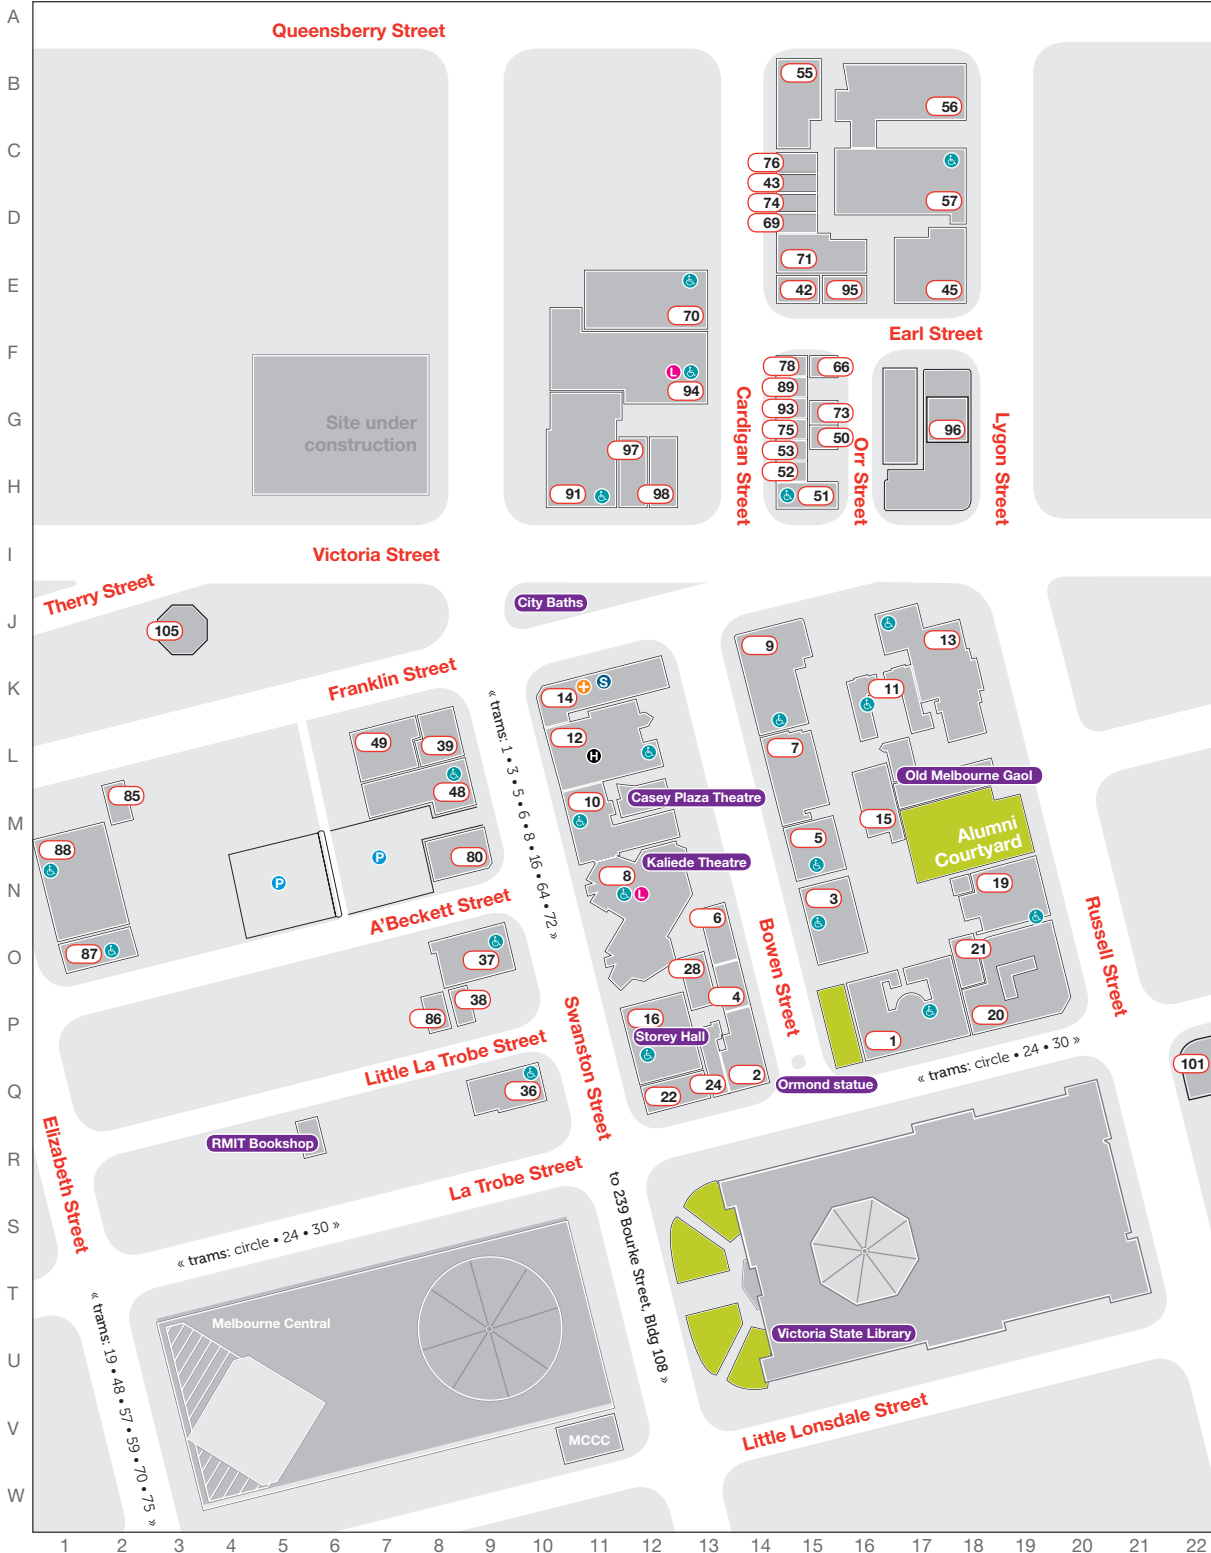 A
Queensberry Street
B
55
56
C
76
43
57
74
D
69
71
E
42
95
45
70
Earl Street
F
78
66
L
94
89
G
Site under
construction
93
73
75
50
96
97
53
52
H
91
98
51
Cardigan Street
Orr Street
Lygon Street
I
Victoria Street
Therry Street
J
City Baths
105
9
13
K
Franklin Street
14
S
11
« trams: 1 • 3 • 5 • 6 • 8 • 16 • 64 • 72 »
L
49
39
12
H
7
Old Melbourne Gaol
85
48
10
Casey Plaza Theatre
M
15
Alumni
Courtyard
88
5
P
80
Kaliede Theatre
N
P
8
L
19
3
A'Beckett Street
6
Bowen Street
Russell Street
O
87
37
28
21
38
4
P
86
16
20
Storey Hall
1
Swanston Street
Little La Trobe Street
« trams: circle • 24 • 30 »
101
Q
36
2
24
22
Ormond statue
Elizabeth Street
RMIT Bookshop
R
La Trobe Street
to 239 Bourke Street, Bldg 108 »
S
« trams: circle • 24 • 30 »
T
« trams: 19 • 48 • 57 • 59 • 70 • 75 »
Melbourne Central
Victoria State Library
U
V
Little Lonsdale Street
MCCC
W
1 2 3 4 5 6 7 8 9 10 11 12 13 14 15 16 17 18 19 20 21 22